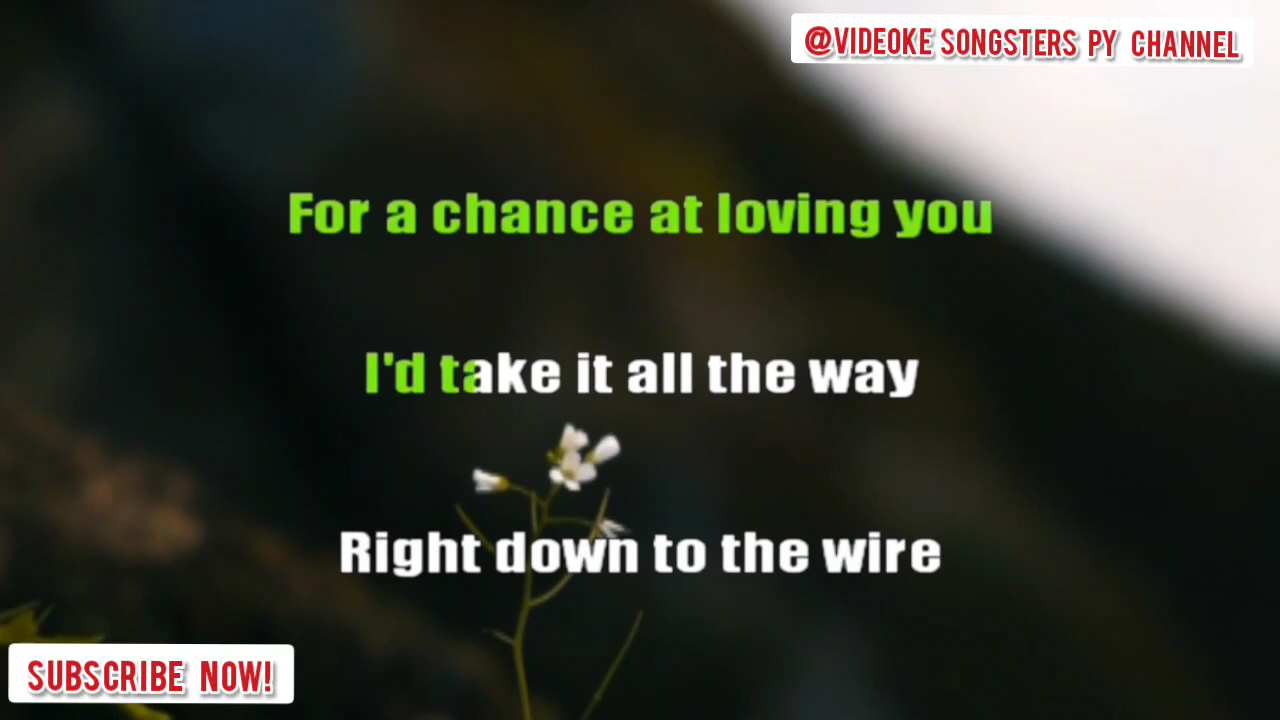 @VIDEOKE SONGSTERS PY CHANNEL
For a chance at loving you
I'd take it all the way
Right down to the wire
SUBSCRIBE NOW!